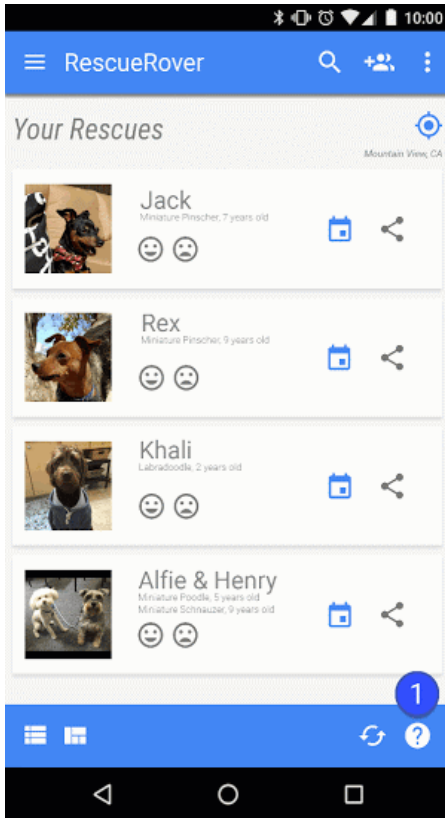 10:00
RescueRover
Your Rescues
Mountain View, CA
Jack
Miniature Pinscher, 7 years old
Rex
Miniature Pinscher, 9 years old
Khali
Labradoodle, 2 years old
Alfie & Henry
Miniature Poodle, 5 years old
Miniature Schnauzer, 9 years old
1